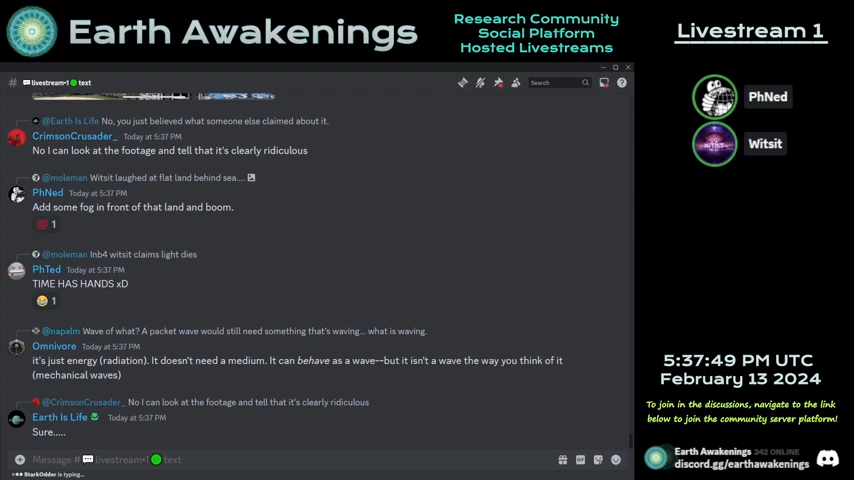 Earth Awakenings
Research Community
Social Platform
Hosted Livestreams
Livestream 1
# livestream•1 text
Search
@Earth Is Life No, you just believed what someone else claimed about it.
CrimsonCrusader_ Today at 5:37 PM
No I can look at the footage and tell that it's clearly ridiculous
@moleman Witsit laughed at flat land behind sea....
PhNed Today at 5:37 PM
Add some fog in front of that land and boom.
1
@moleman Inb4 witsit claims light dies
PhTed Today at 5:37 PM
TIME HAS HANDS xD
1
@napalm Wave of what? A packet wave would still need something that's waving... what is waving.
Omnivore Today at 5:37 PM
it's just energy (radiation). It doesn't need a medium. It can behave as a wave--but it isn't a wave the way you think of it
(mechanical waves)
@CrimsonCrusader_ No I can look at the footage and tell that it's clearly ridiculous
Earth Is Life Today at 5:37 PM
Sure.....
Message # livestream•1 text
GIF
StarkOdder is typing...
PhNed
WITSIT
Witsit
5:37:49 PM UTC
February 13 2024
To join in the discussions, navigate to the link
below to join the community server platform!
Earth Awakenings 342 ONLINE
discord.gg/earthawakenings